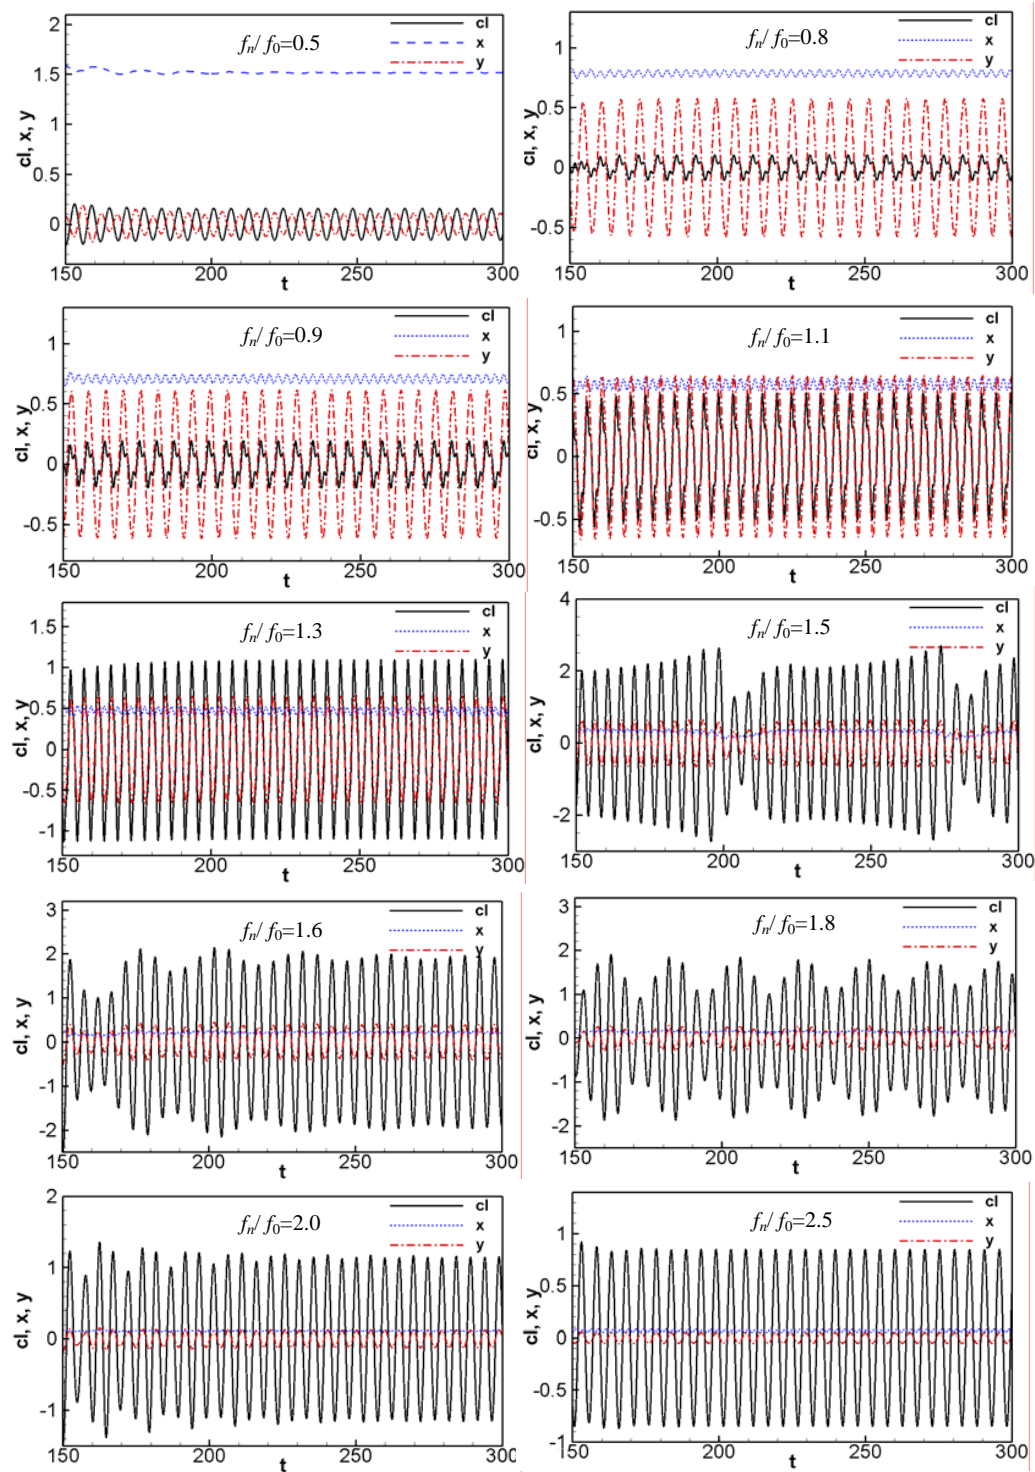 fn/f0=0.5
cl
x
y
2
1.5
1
0.5
0
cl, x, y
150 200 250 300
t
fn/f0=0.8
cl
x
y
1
0.5
0
-0.5
cl, x, y
150 200 250 300
t
fn/f0=0.9
cl
x
y
1
0.5
0
-0.5
cl, x, y
150 200 250 300
t
fn/f0=1.1
cl
x
y
1
0.5
0
-0.5
cl, x, y
150 200 250 300
t
fn/f0=1.3
cl
x
y
1.5
1
0.5
0
-0.5
-1
cl, x, y
150 200 250 300
t
fn/f0=1.5
cl
x
y
4
2
0
-2
cl, x, y
150 200 250 300
t
fn/f0=1.6
cl
x
y
3
2
1
0
-1
-2
cl, x, y
150 200 250 300
t
fn/f0=1.8
cl
x
y
3
2
1
0
-1
-2
cl, x, y
150 200 250 300
t
fn/f0=2.0
cl
x
y
2
1
0
-1
cl, x, y
150 200 250 300
t
fn/f0=2.5
cl
x
y
1
0.5
0
-0.5
-1
cl, x, y
150 200 250 300
t